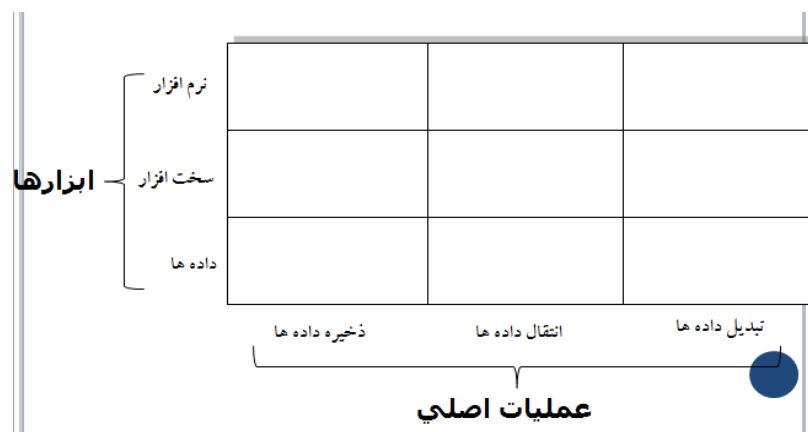 نرم افزار
سخت افزار
ابزارها
داده ها
تبدیل داده ها
انتقال داده ها
ذخیره داده ها
عملیات اصلي